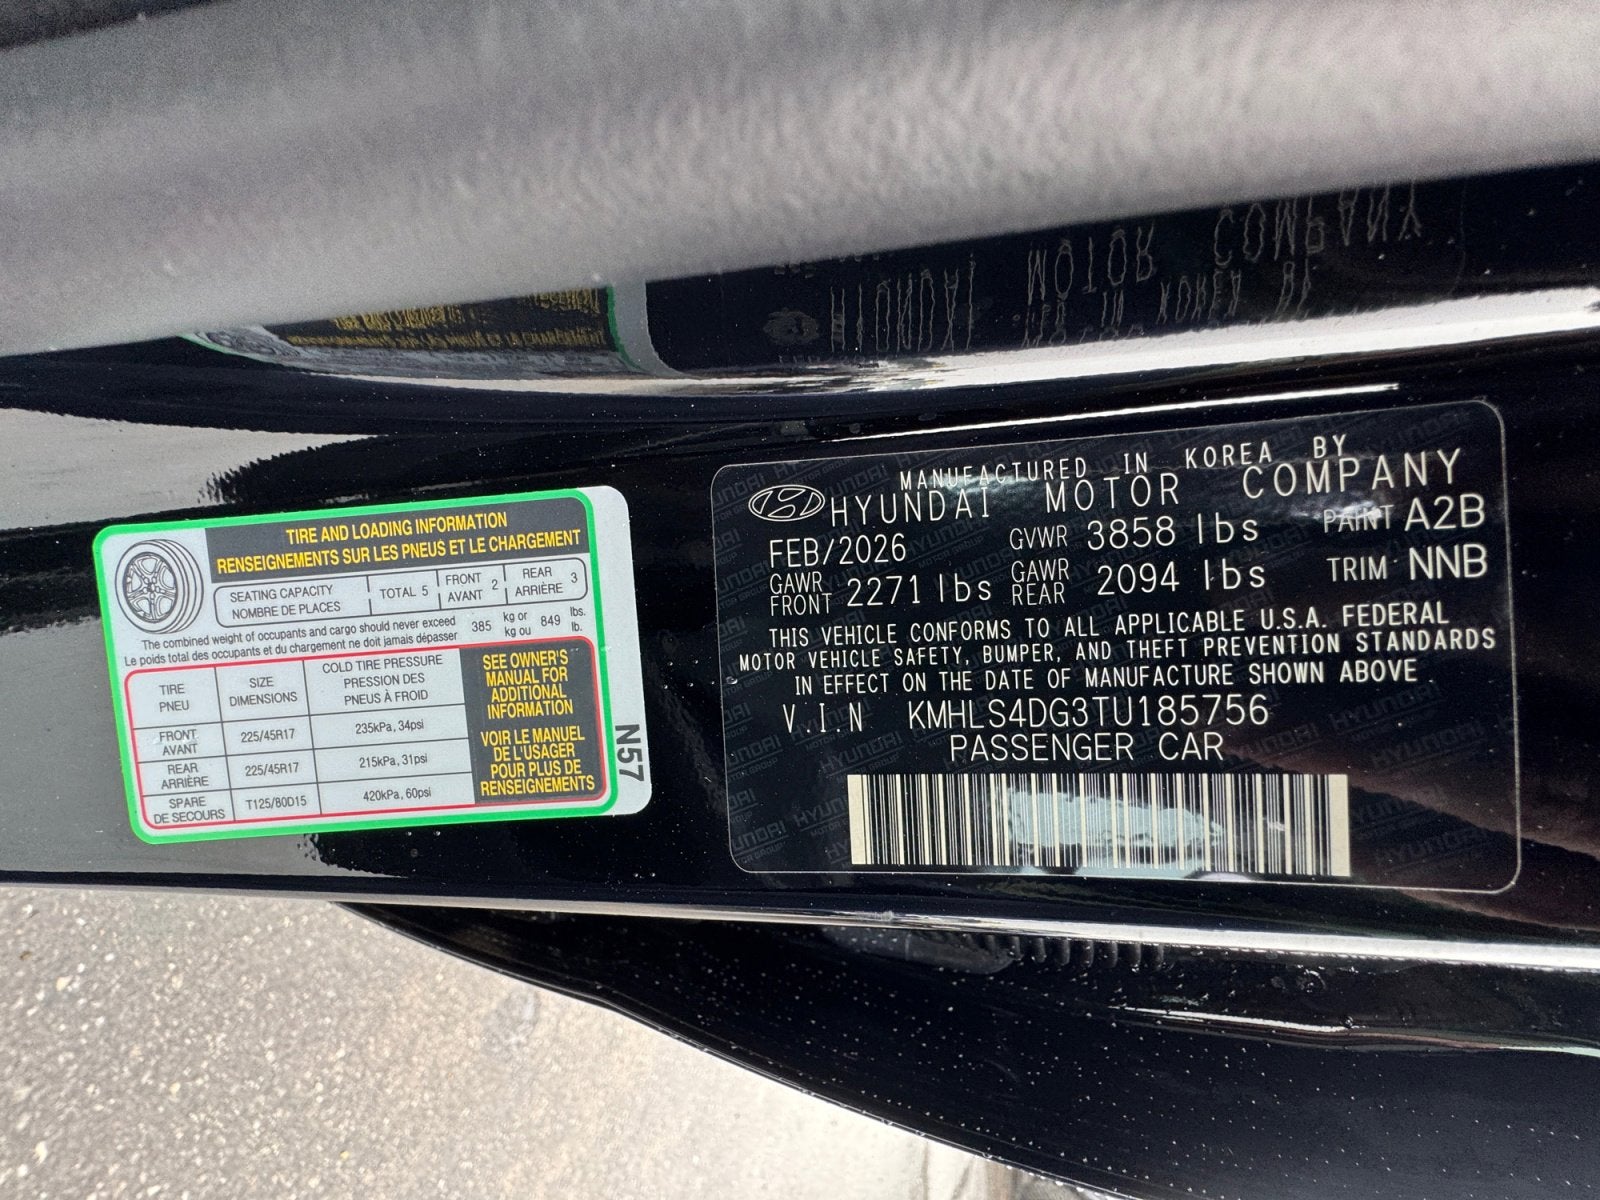 TIRE AND LOADING INFORMATION
RENSEIGNEMENTS SUR LES PNEUS ET LE CHARGEMENT
SEATING CAPACITY
NOMBRE DE PLACES
TOTAL 5
FRONT
AVANT 2
REAR
ARRIÈRE 3
The combined weight of occupants and cargo should never exceed
Le poids total des occupants et du chargement ne doit jamais dépasser
385
kg or
kg ou
849
lbs.
lb.
TIRE
PNEU
SIZE
DIMENSIONS
COLD TIRE PRESSURE
PRESSION DES
PNEUS À FROID
FRONT
AVANT
225/45R17
235kPa, 34psi
REAR
ARRIÈRE
225/45R17
215kPa, 31psi
SPARE
DE SECOURS
T125/80D15
420kPa, 60psi
SEE OWNER'S
MANUAL FOR
ADDITIONAL
INFORMATION
VOIR LE MANUEL
DE L'USAGER
POUR PLUS DE
RENSEIGNEMENTS
N57
MANUFACTURED IN KOREA BY
HYUNDAI MOTOR COMPANY
FEB/2026 GVWR 3858 lbs PAINT A2B
GAWR
FRONT 2271 lbs
GAWR
REAR 2094 lbs
TRIM NNB
THIS VEHICLE CONFORMS TO ALL APPLICABLE U.S.A. FEDERAL
MOTOR VEHICLE SAFETY, BUMPER, AND THEFT PREVENTION STANDARDS
IN EFFECT ON THE DATE OF MANUFACTURE SHOWN ABOVE
V.I.N KMHLS4DG3TU185756
PASSENGER CAR